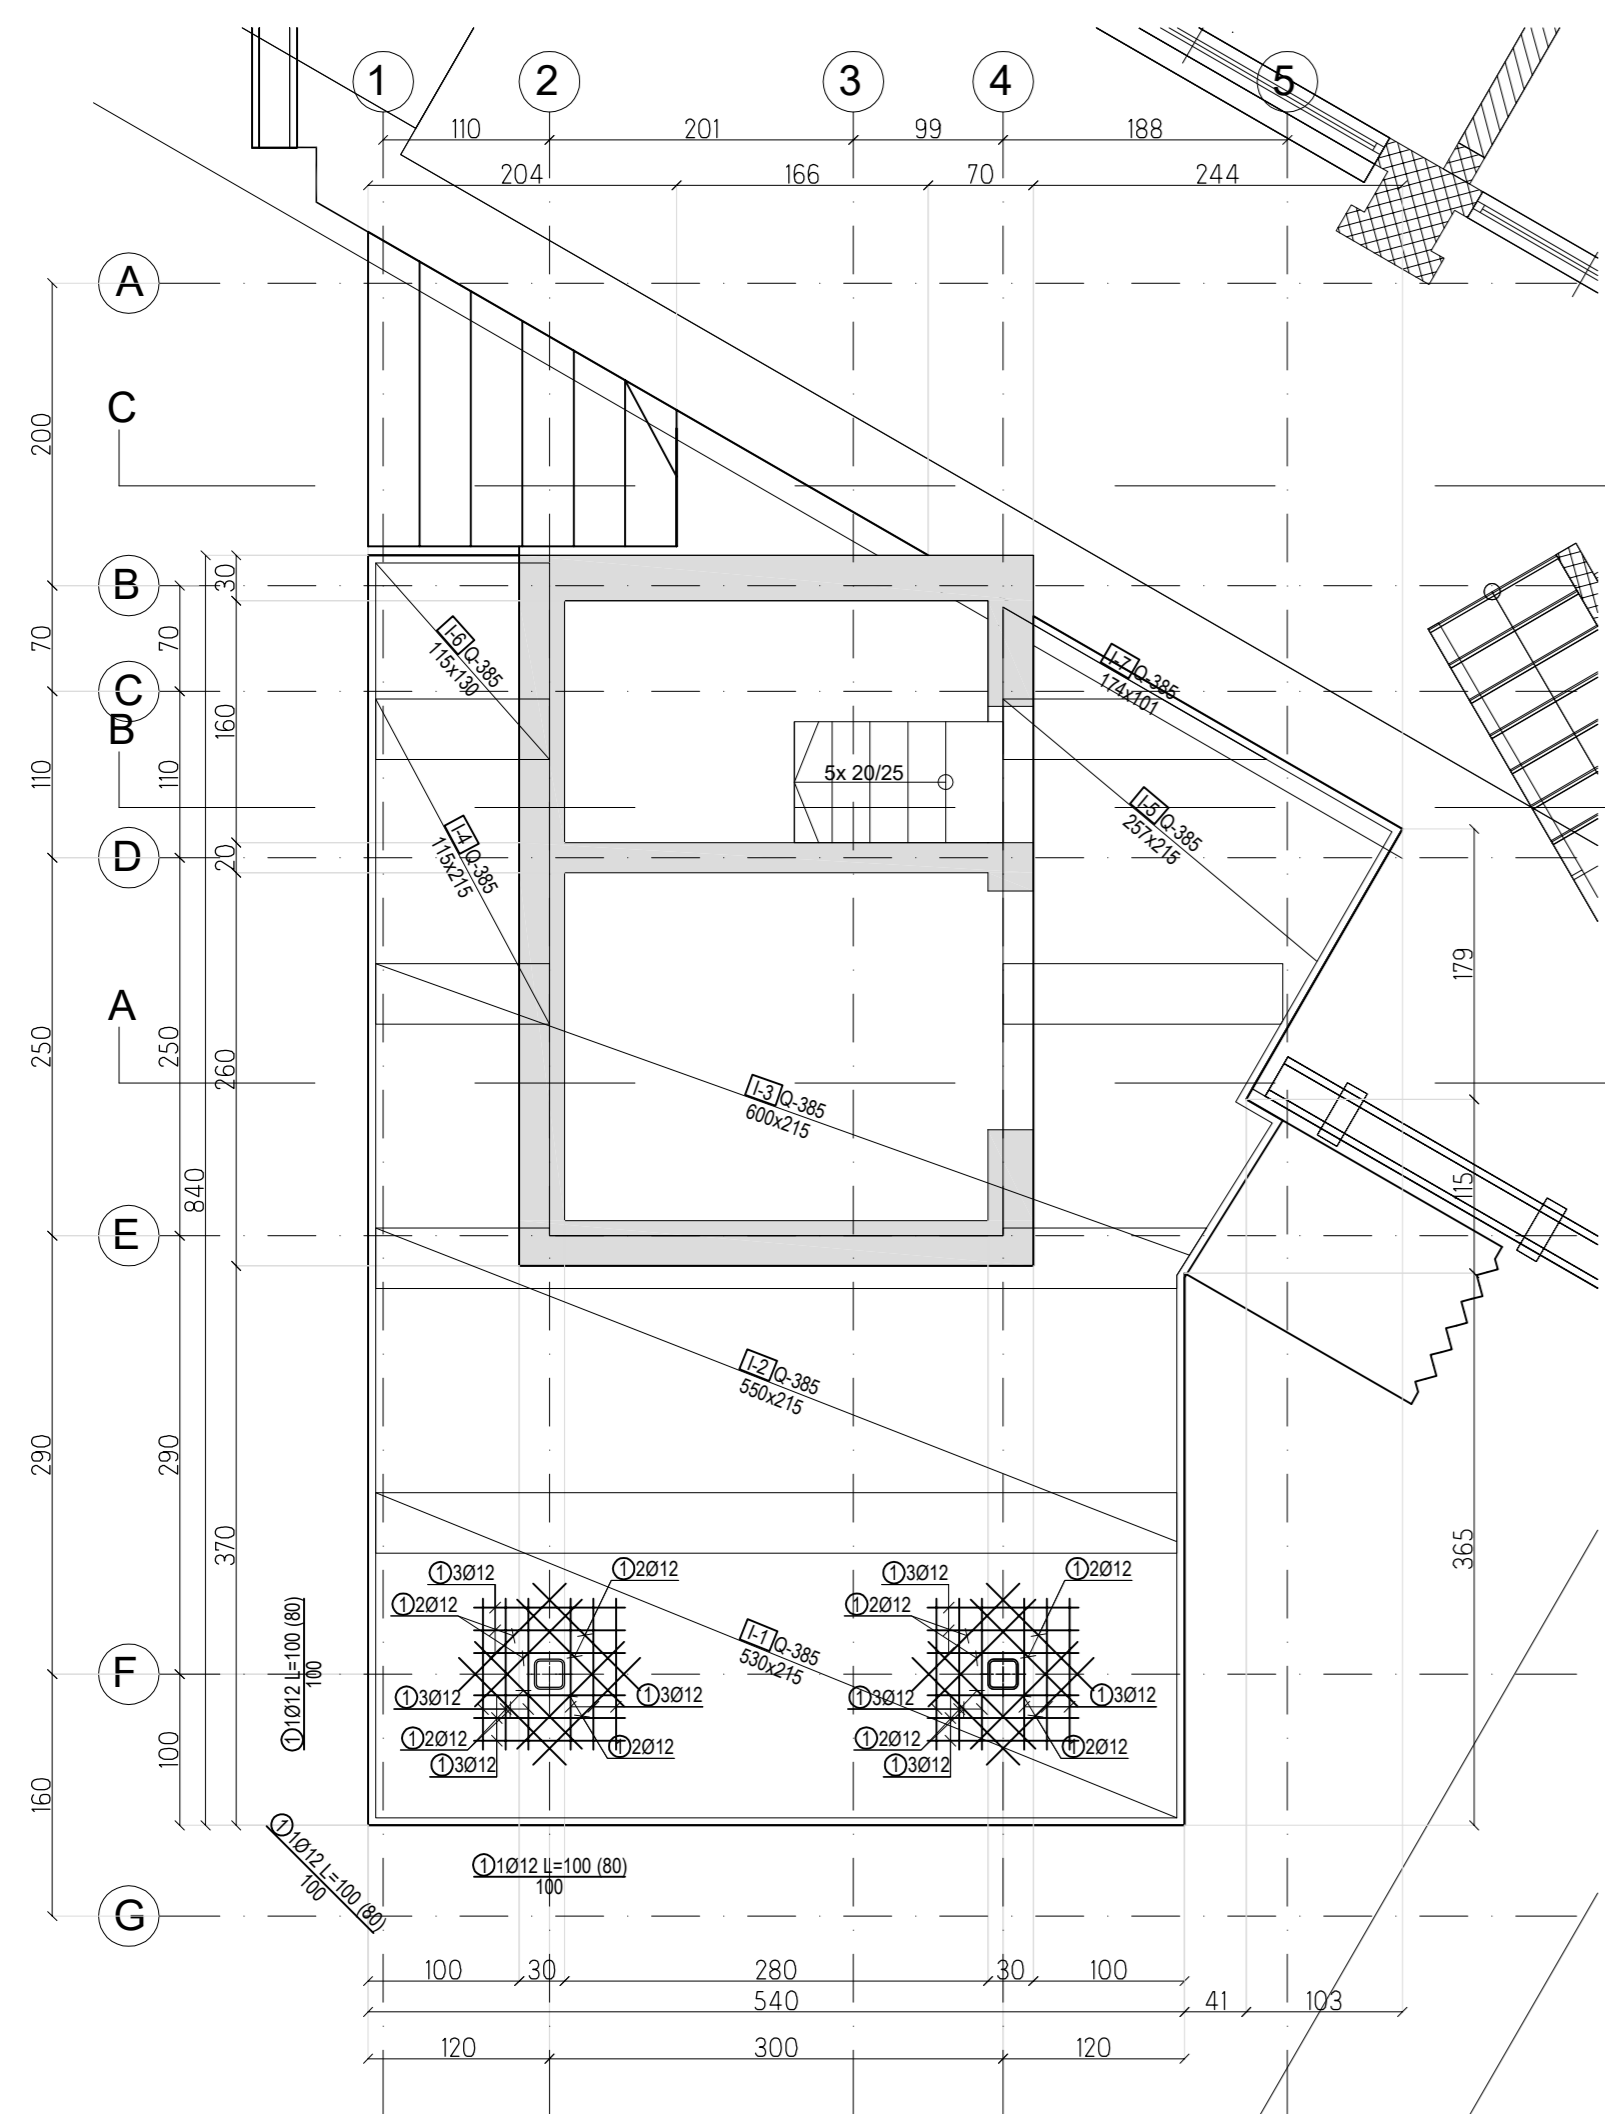 1
2
3
4
5
110
201
99
188
204
166
70
244
A
C
200
B
30
70
70
I-6 Q-385
115x130
I-7 Q-385
174x101
C
B
160
110
110
5x 20/25
I-5 Q-385
257x215
I-4 Q-385
115x215
D
20
179
A
250
250
260
I-3 Q-385
600x215
840
115
E
I-2 Q-385
550x215
290
290
370
365
1 3Ø12
1 2Ø12
1 3Ø12
1 2Ø12
1 2Ø12
1 2Ø12
1 1Ø12 L=100 (80)
100
I-1 Q-385
530x215
F
1 3Ø12
1 3Ø12
1 3Ø12
1 3Ø12
1 2Ø12
1 2Ø12
1 2Ø12
1 2Ø12
1 3Ø12
1 3Ø12
100
160
1 1Ø12 L=100 (80)
100
1 1Ø12 L=100 (80)
100
G
100
30
280
30
100
540
41
103
120
300
120